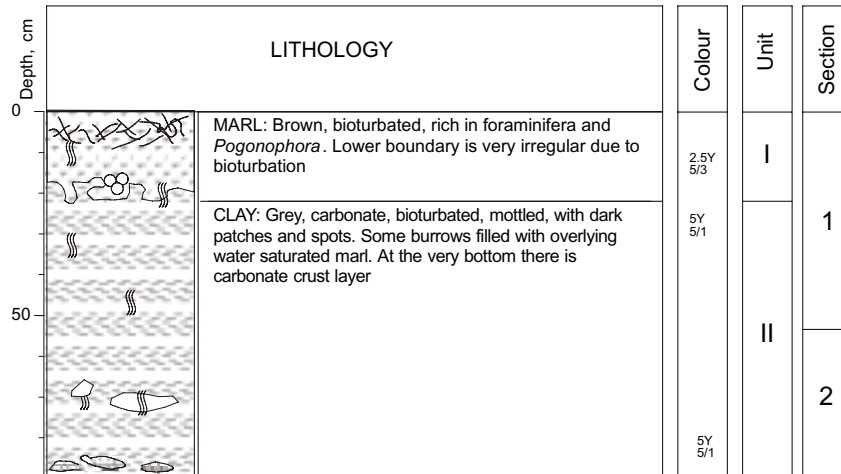 Depth, cm
LITHOLOGY
Colour
Unit
Section
0
MARL: Brown, bioturbated, rich in foraminifera and
Pogonophora. Lower boundary is very irregular due to
bioturbation
2.5Y
5/3
I
CLAY: Grey, carbonate, bioturbated, mottled, with dark
patches and spots. Some burrows filled with overlying
water saturated marl. At the very bottom there is
carbonate crust layer
5Y
5/1
1
50
II
2
5Y
5/1